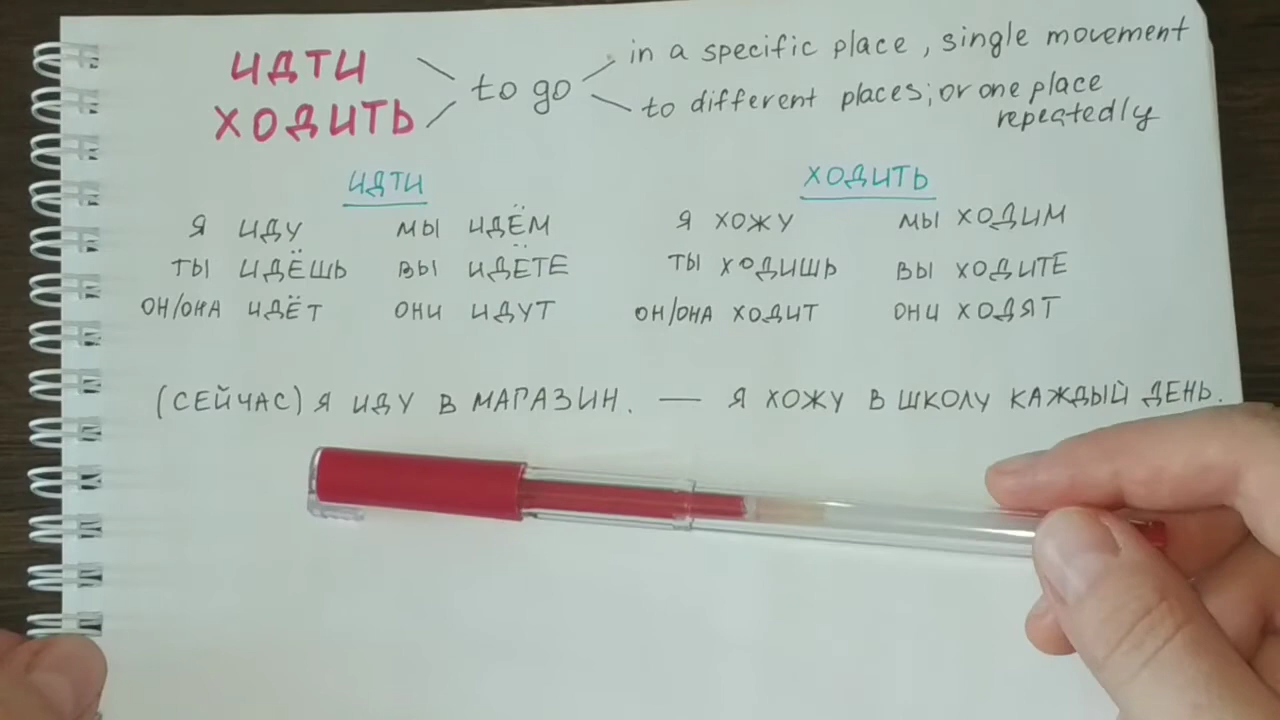 ИДТИ
ХОДИТЬ
to go
in a specific place, single movement
to different places; or one place
repeatedly
ИДТИ
Я ИДУ МЫ ИДЁМ
ТЫ ИДЁШЬ ВЫ ИДЁТЕ
ОН/ОНА ИДЁТ ОНИ ИДУТ
ХОДИТЬ
Я ХОЖУ МЫ ХОДИМ
ТЫ ХОДИШЬ ВЫ ХОДИТЕ
ОН/ОНА ХОДИТ ОНИ ХОДЯТ
(СЕЙЧАС) Я ИДУ В МАГАЗИН. — Я ХОЖУ В ШКОЛУ КАЖДЫЙ ДЕНЬ.